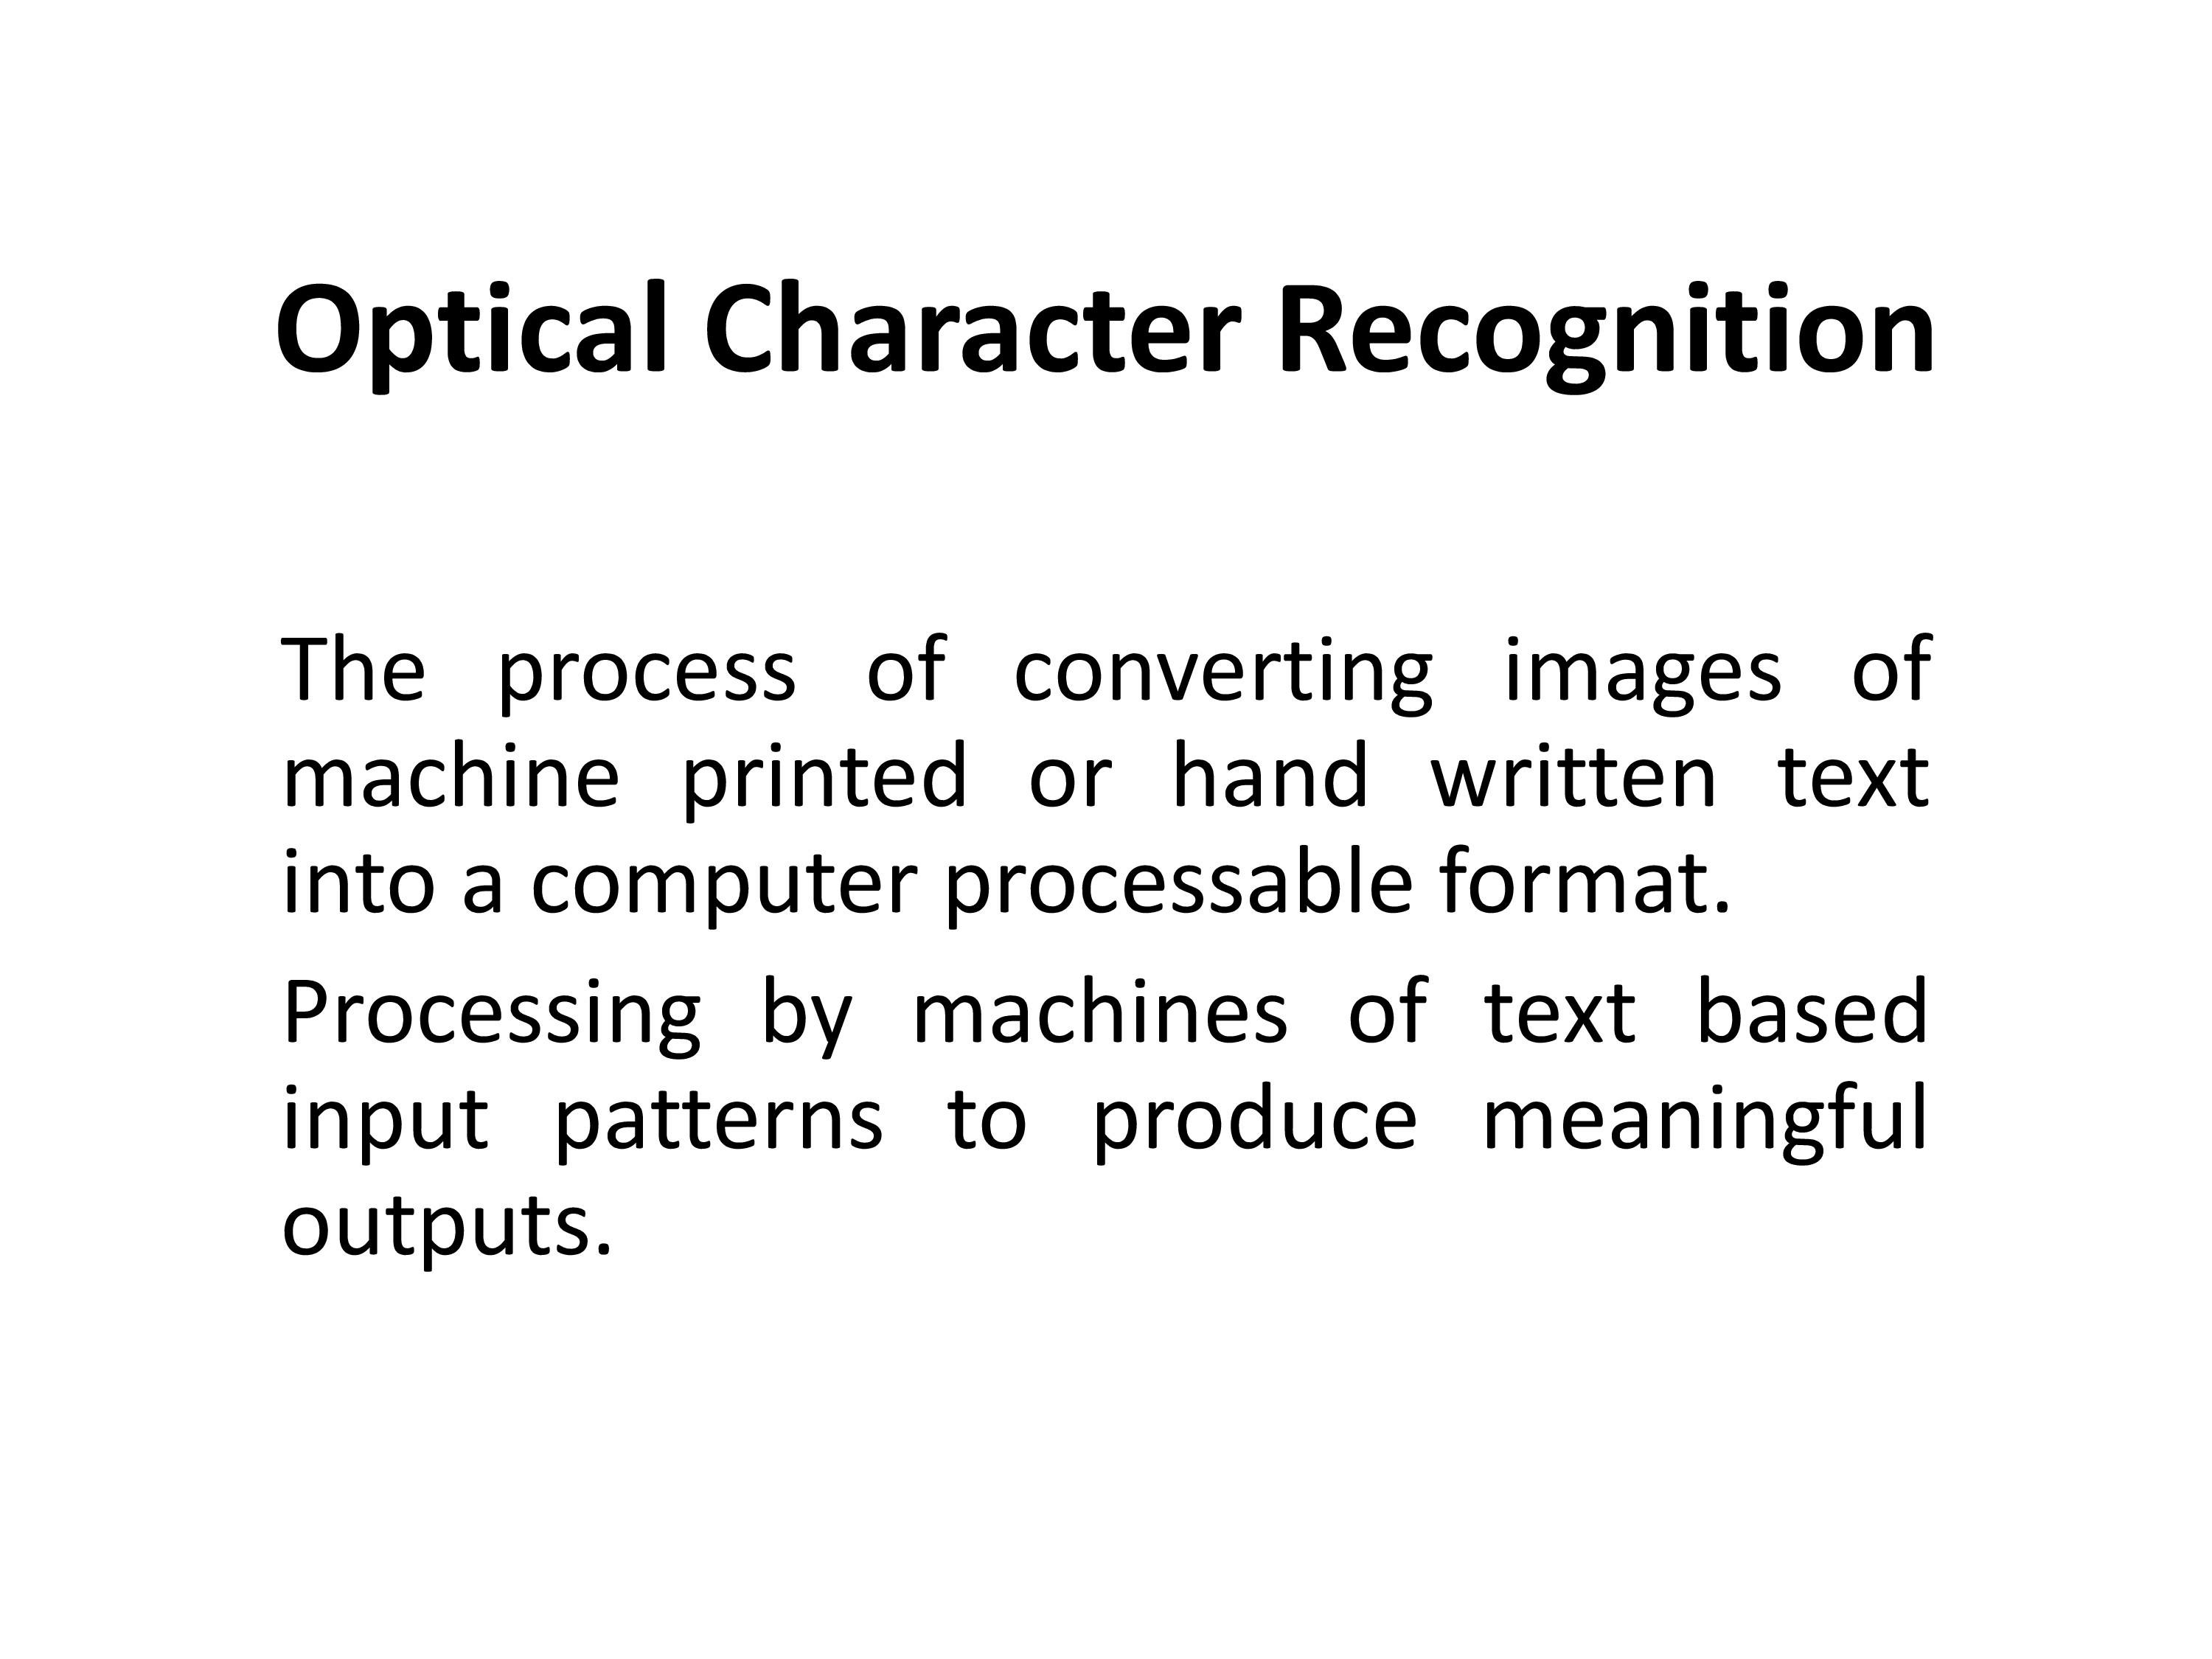 Optical Character Recognition
The process of converting images of
machine printed or hand written text
into a computer processable format.
Processing by machines of text based
input patterns to produce meaningful
outputs.